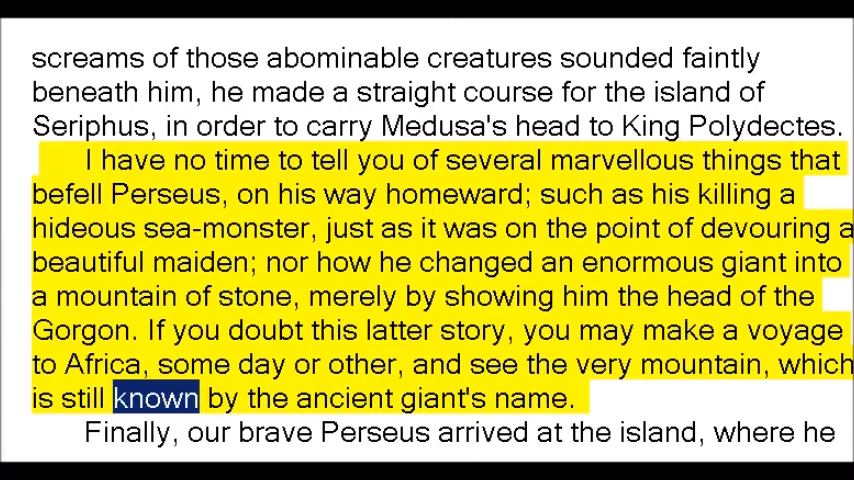 screams of those abominable creatures sounded faintly
beneath him, he made a straight course for the island of
Seriphus, in order to carry Medusa's head to King Polydectes.
I have no time to tell you of several marvellous things that
befell Perseus, on his way homeward; such as his killing a
hideous sea-monster, just as it was on the point of devouring a
beautiful maiden; nor how he changed an enormous giant into
a mountain of stone, merely by showing him the head of the
Gorgon. If you doubt this latter story, you may make a voyage
to Africa, some day or other, and see the very mountain, which
is still known by the ancient giant's name.
Finally, our brave Perseus arrived at the island, where he